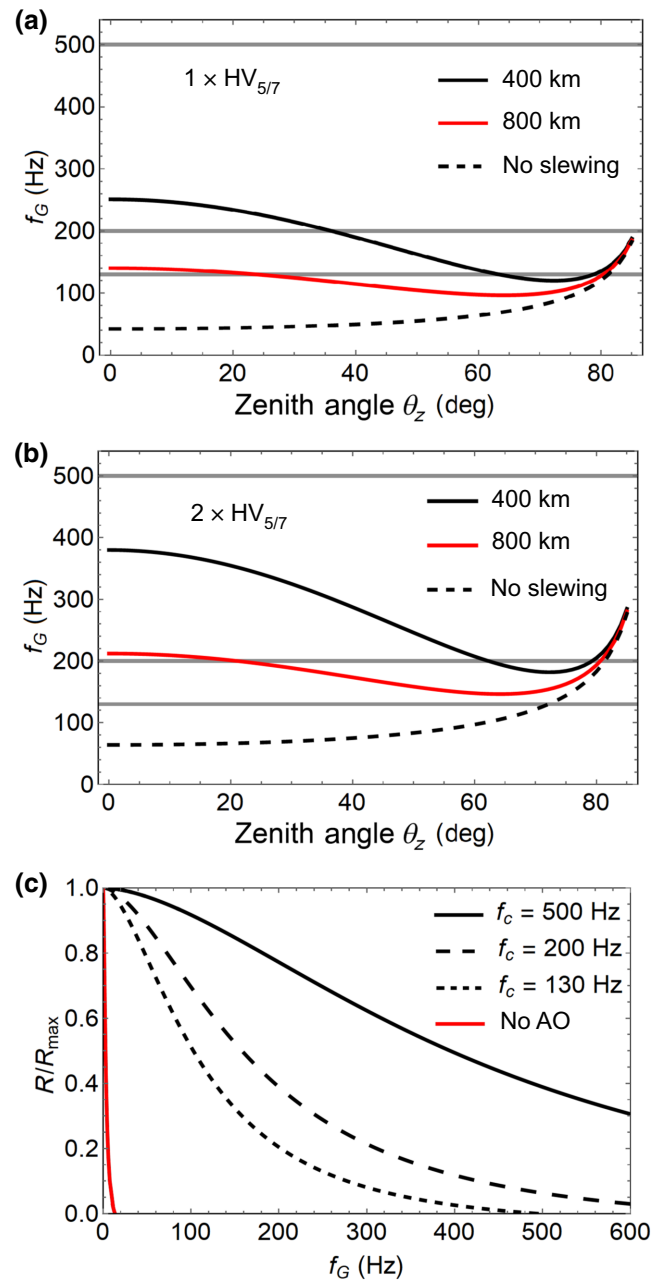 (a)
500
400
300
200
100
0
f_G (Hz)
1 × HV5/7
400 km
800 km
No slewing
0 20 40 60 80
Zenith angle θz (deg)
(b)
500
400
300
200
100
0
f_G (Hz)
2 × HV5/7
400 km
800 km
No slewing
0 20 40 60 80
Zenith angle θz (deg)
(c)
1.0
0.8
0.6
0.4
0.2
0.0
R/Rmax
fc = 500 Hz
fc = 200 Hz
fc = 130 Hz
No AO
0 100 200 300 400 500 600
f_G (Hz)